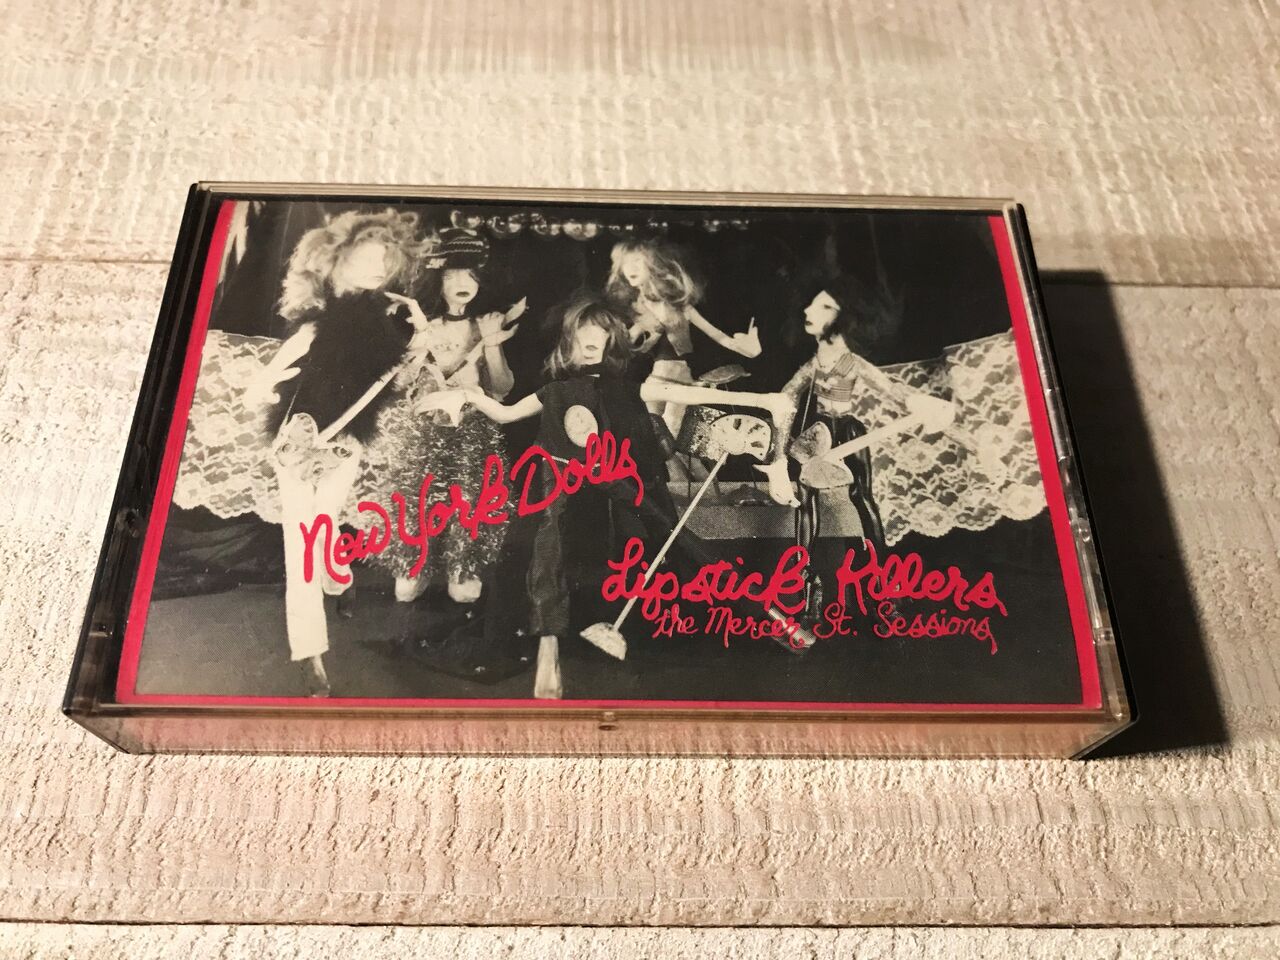 New York Dolls
Lipstick Killers
the Mercer St. Sessions